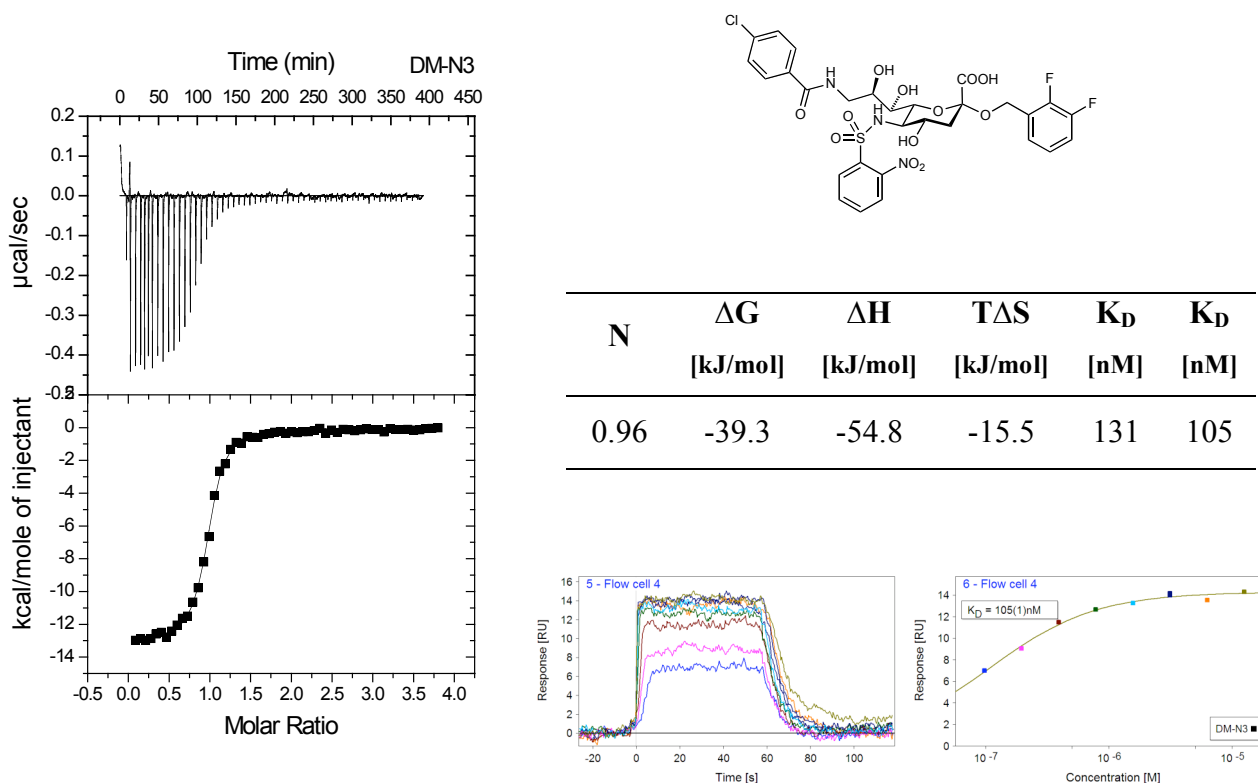 Time (min) DM-N3
0 50 100 150 200 250 300 350 400 450
0.2
0.1
0.0
-0.1
-0.2
-0.3
-0.4
µcal/sec
0
-2
-4
-6
-8
-10
-12
-14
kcal/mole of injectant
-0.5 0.0 0.5 1.0 1.5 2.0 2.5 3.0 3.5 4.0
Molar Ratio
Cl
H
N
O
OH
OH
COOH
O
O
F
F
H
N
HO
O
O
S
NO2
N ΔG ΔH TΔS KD KD
[kJ/mol] [kJ/mol] [kJ/mol] [nM] [nM]
0.96 -39.3 -54.8 -15.5 131 105
5 - Flow cell 4
16
14
12
10
8
6
4
2
0
Response [RU]
-20 0 20 40 60 80 100
Time [s]
6 - Flow cell 4
KD = 105(1)nM
14
12
10
8
6
4
2
0
Response [RU]
DM-N3
10-7 10-6 10-5
Concentration [M]